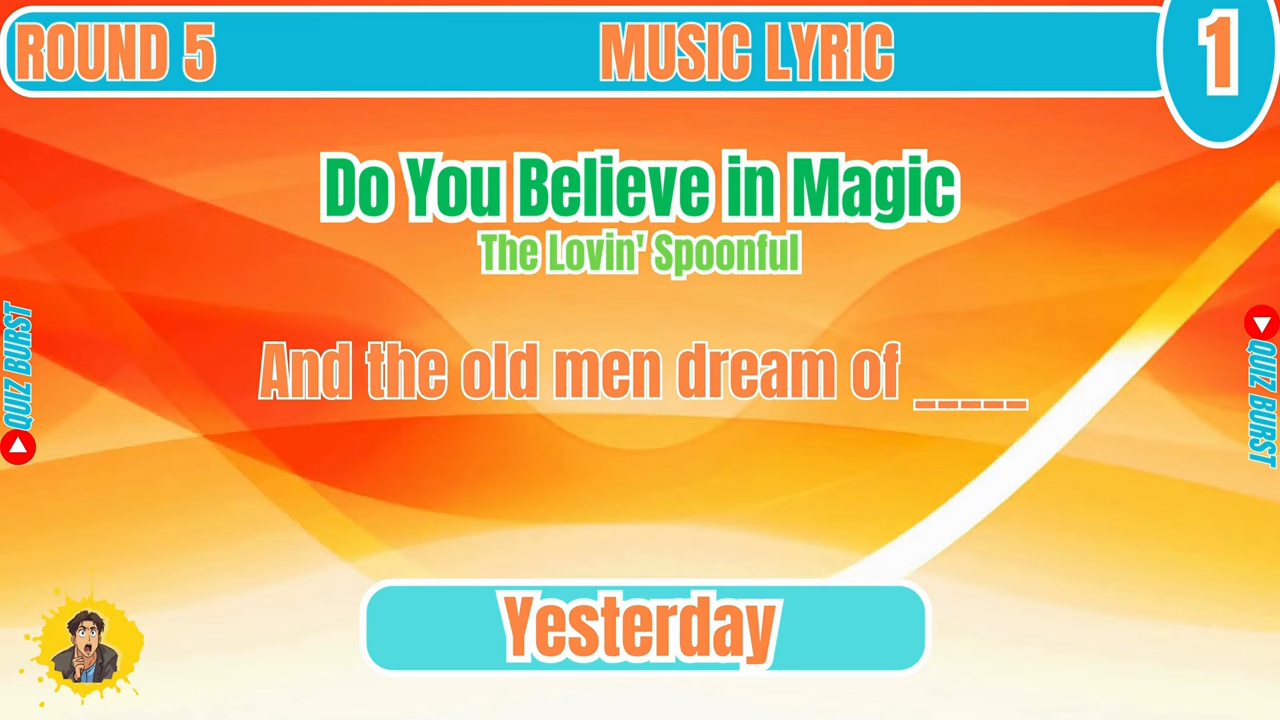 ROUND 5
MUSIC LYRIC
1
Do You Believe in Magic
The Lovin' Spoonful
And the old men dream of _____
QUIZ BURST
QUIZ BURST
Yesterday